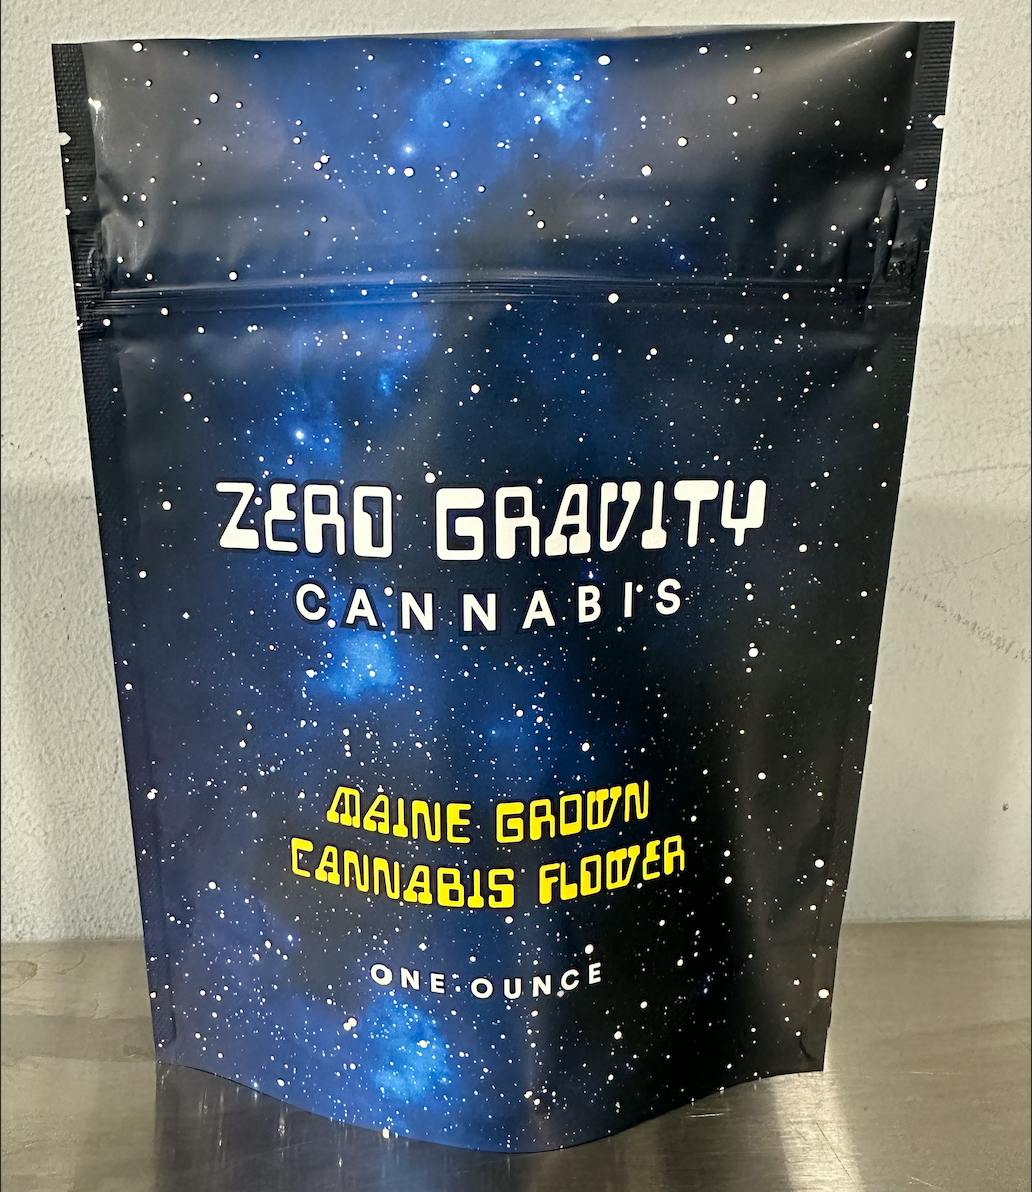 ZERO GRAVITY
CANNABIS
MAINE GROWN
CANNABIS FLOWER
ONE OUNCE